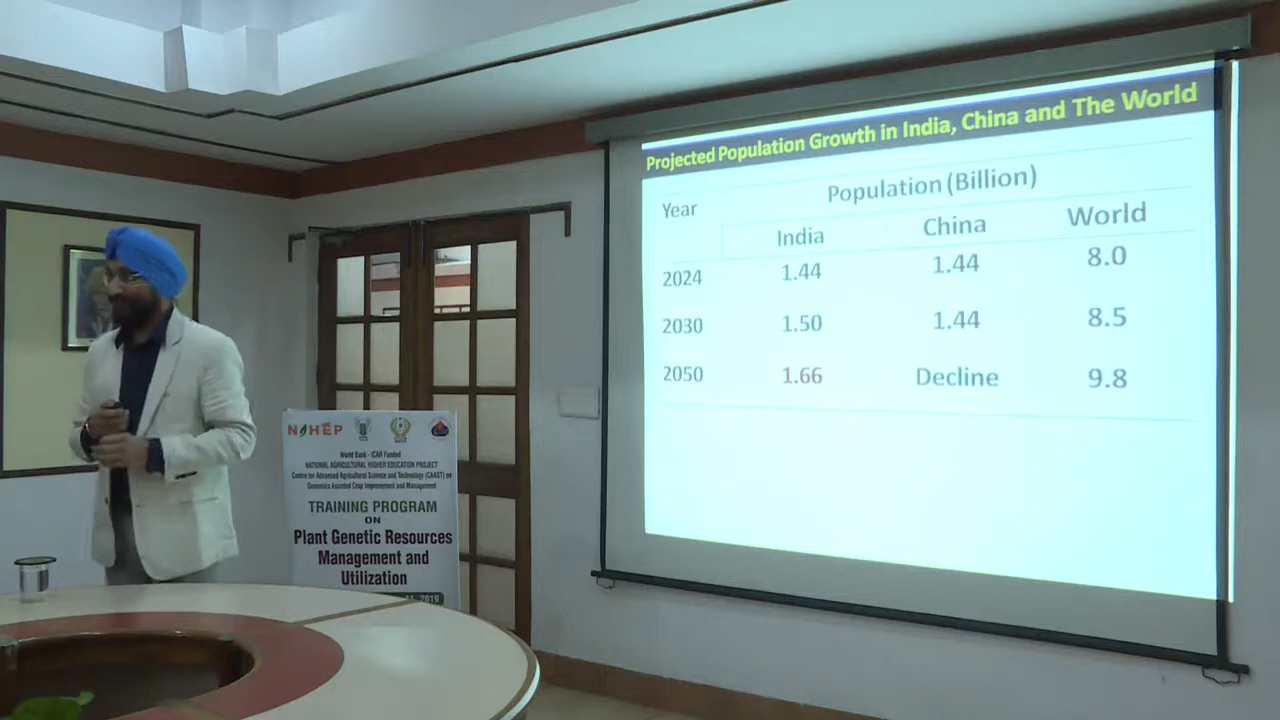 Projected Population Growth in India, China and The World
Year Population (Billion)
India China World
2024 1.44 1.44 8.0
2030 1.50 1.44 8.5
2050 1.66 Decline 9.8
NAHEP
World Bank - ICAR Funded
NATIONAL AGRICULTURAL HIGHER EDUCATION PROJECT
Centre for Advanced Agricultural Science and Technology (CAAST) on
Genomics Assisted Crop Improvement and Management
TRAINING PROGRAM
ON
Plant Genetic Resources
Management and
Utilization
2019